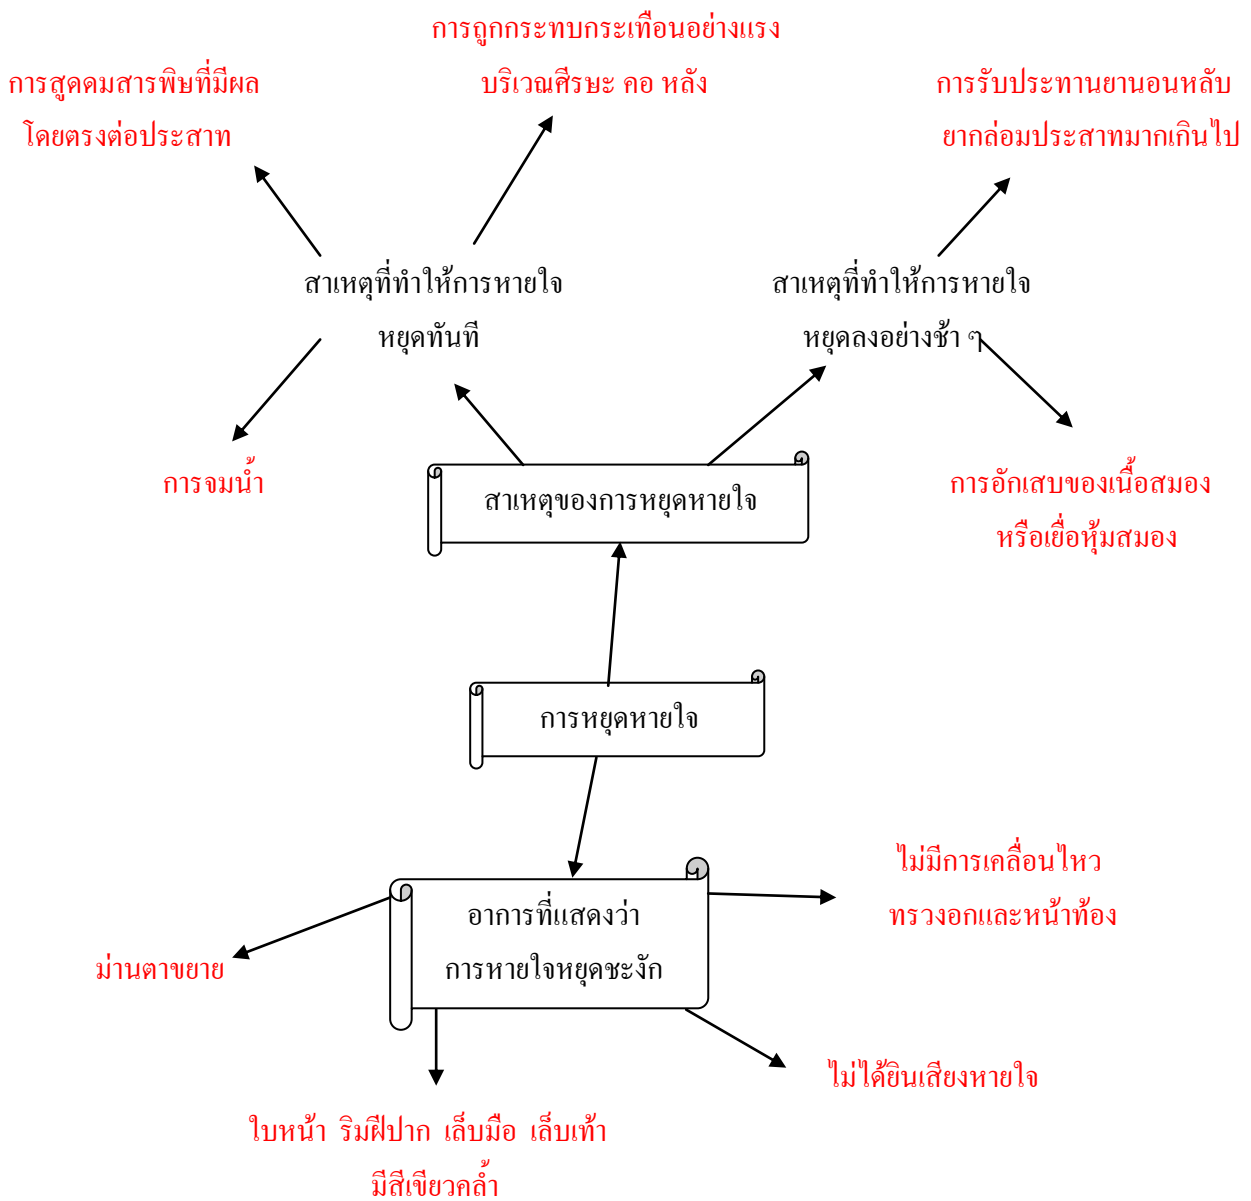 การถูกกระทบกระเทือนอย่างแรง
บริเวณศีรษะ คอ หลัง
การสูดดมสารพิษที่มีผล
โดยตรงต่อประสาท
การรับประทานยานอนหลับ
ยากล่อมประสาทมากเกินไป
สาเหตุที่ทำให้การหายใจ
หยุดทันที
สาเหตุที่ทำให้การหายใจ
หยุดลงอย่างช้า ๆ
การจมน้ำ
สาเหตุของการหยุดหายใจ
การอักเสบของเนื้อสมอง
หรือเยื่อหุ้มสมอง
การหยุดหายใจ
ไม่มีการเคลื่อนไหว
ทรวงอกและหน้าท้อง
อาการที่แสดงว่า
การหายใจหยุดชะงัก
ม่านตาขยาย
ไม่ได้ยินเสียงหายใจ
ใบหน้า ริมฝีปาก เล็บมือ เล็บเท้า
มีสีเขียวคล้ำ